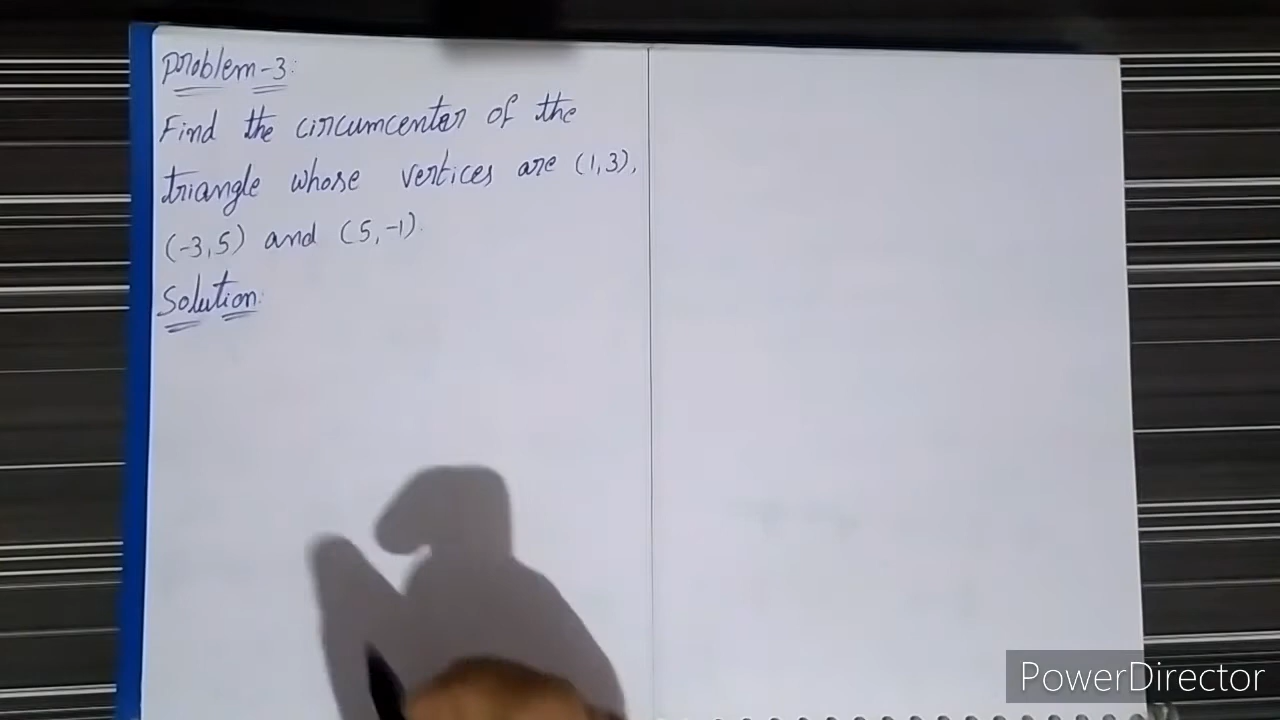 Problem-3:
Find the circumcenter of the
triangle whose vertices are (1,3),
(-3,5) and (5,-1).
Solution:
PowerDirector